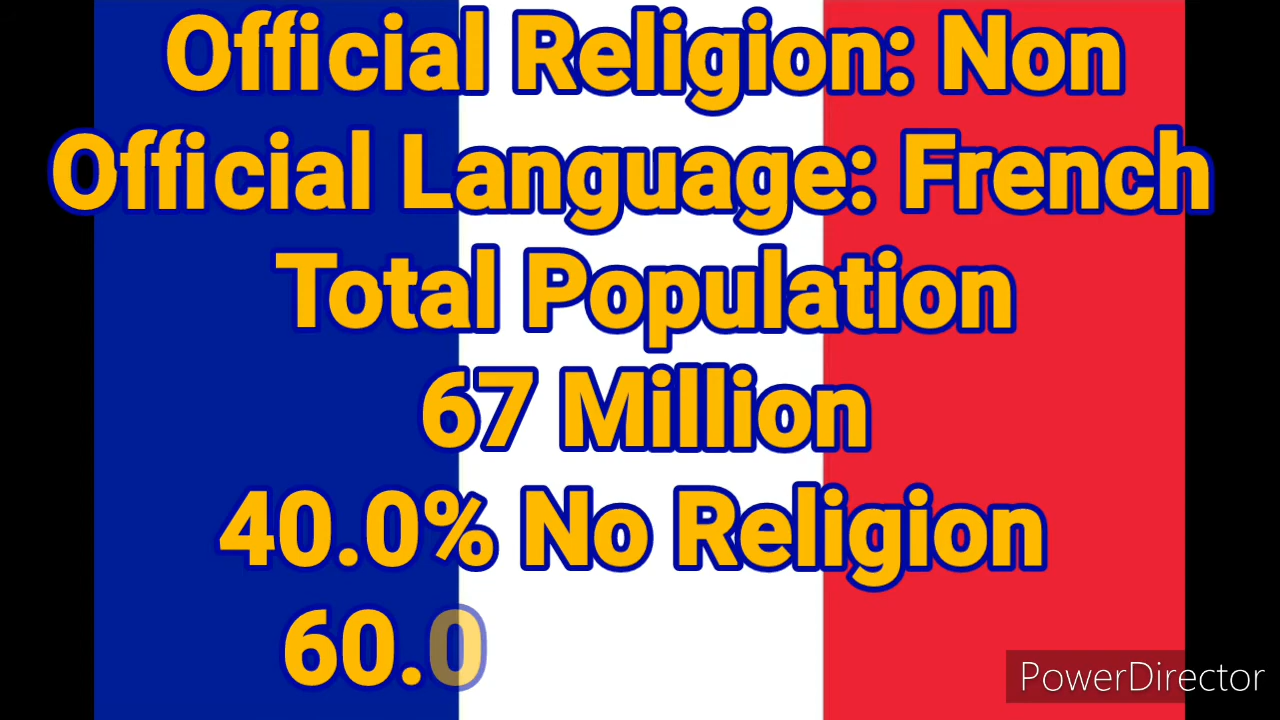 Official Religion: Non
Official Language: French
Total Population
67 Million
40.0% No Religion
60.0
PowerDirector